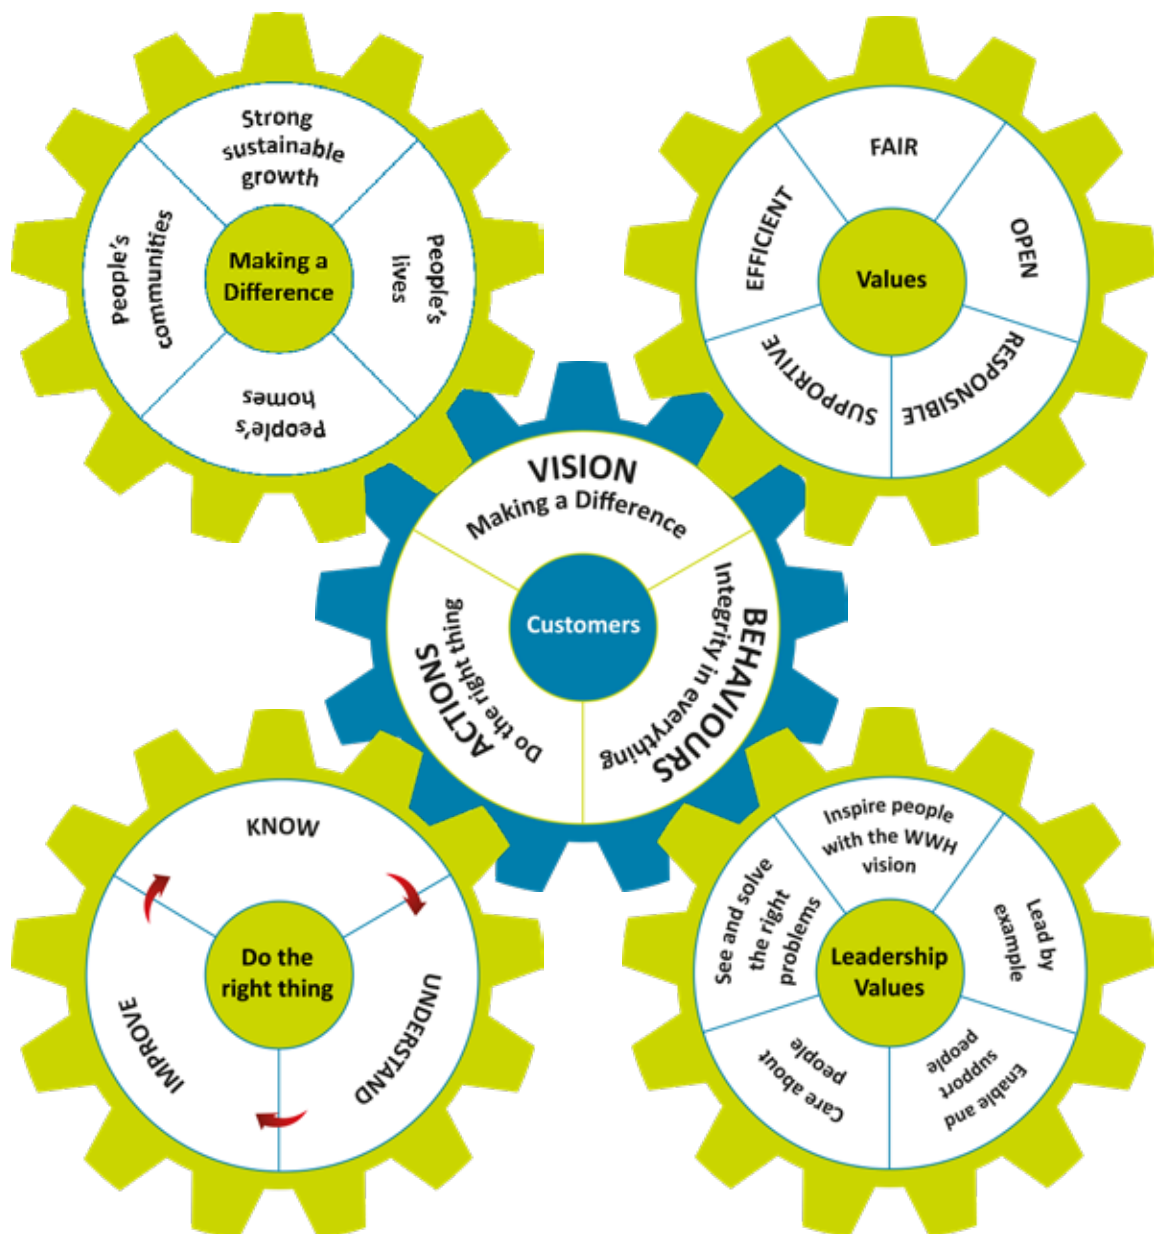 Strong
sustainable
growth
People's
lives
People's
homes
People's
communities
Making a
Difference
FAIR
OPEN
RESPONSIBLE
SUPPORTIVE
EFFICIENT
Values
VISION
Making a Difference
BEHAVIOURS
Integrity in everything
ACTIONS
Do the right thing
Customers
KNOW
UNDERSTAND
IMPROVE
Do the
right thing
Inspire people
with the WWH
vision
Lead by
example
Enable and
support
people
Care about
people
See and solve
the right
problems
Leadership
Values